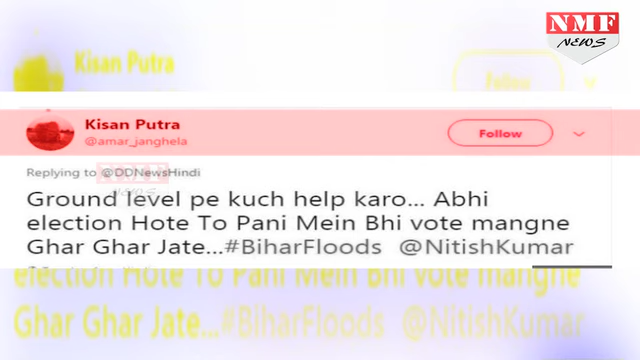 NMF
NEWS
Kisan Putra
Follow
Kisan Putra
@amar_janghela
Follow
Replying to @DDNewsHindi
NMF
NEWS
Ground level pe kuch help karo... Abhi
election Hote To Pani Mein Bhi vote mangne
Ghar Ghar Jate...#BiharFloods @NitishKumar
election Hote To Pani Mein Bhi vote mangne
Ghar Ghar Jate...#BiharFloods @NitishKumar